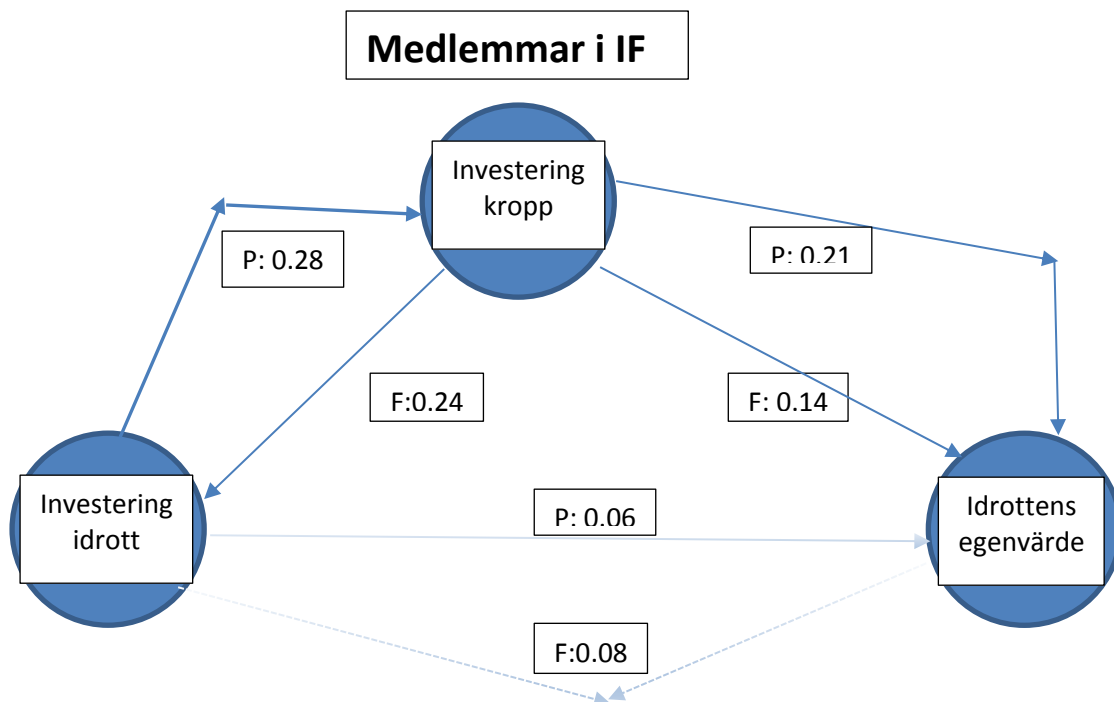 Medlemmar i IF
Investering
kropp
P: 0.28
P: 0.21
F:0.24
F: 0.14
Investering
idrott
P: 0.06
Idrottens
egenvärde
F:0.08